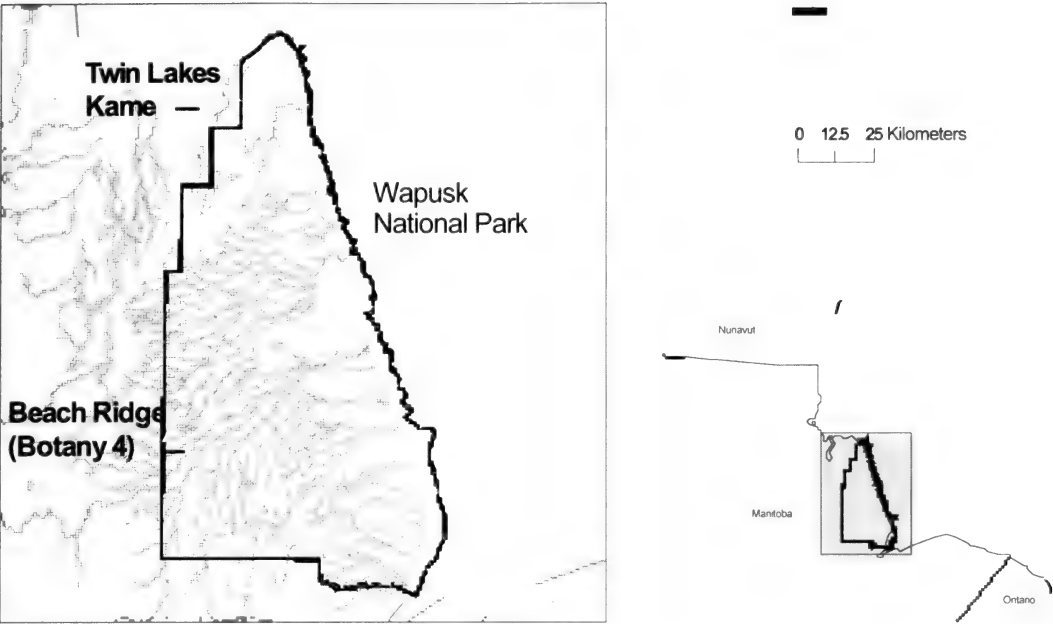 Twin Lakes
Kame
Wapusk
National Park
Beach Ridge
(Botany 4)
0 12.5 25 Kilometers
Nunavut
Manitoba
Ontario